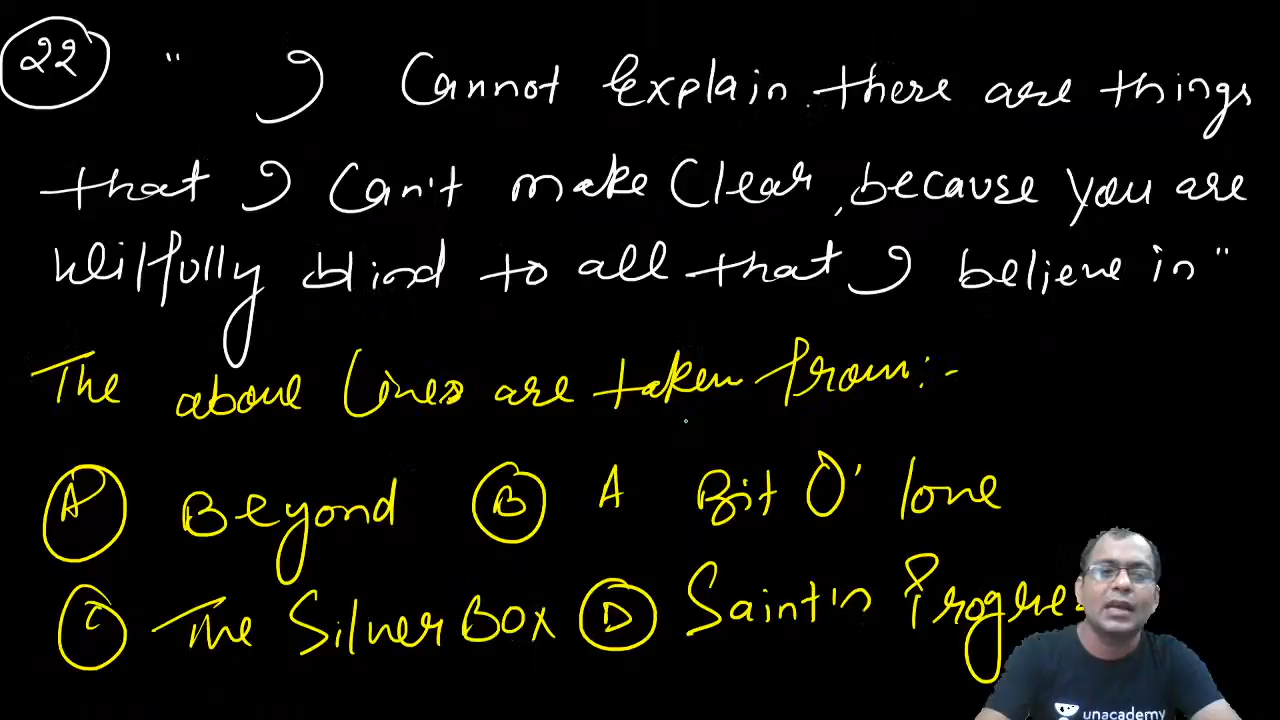 22 " I Cannot Explain there are things
that I Can't make Clear, because you are
wilfully blind to all that I believe in"
The above lines are taken from:-
A Beyond B A Bit O' love
C The Silver Box D Saint's Progre
unacademy